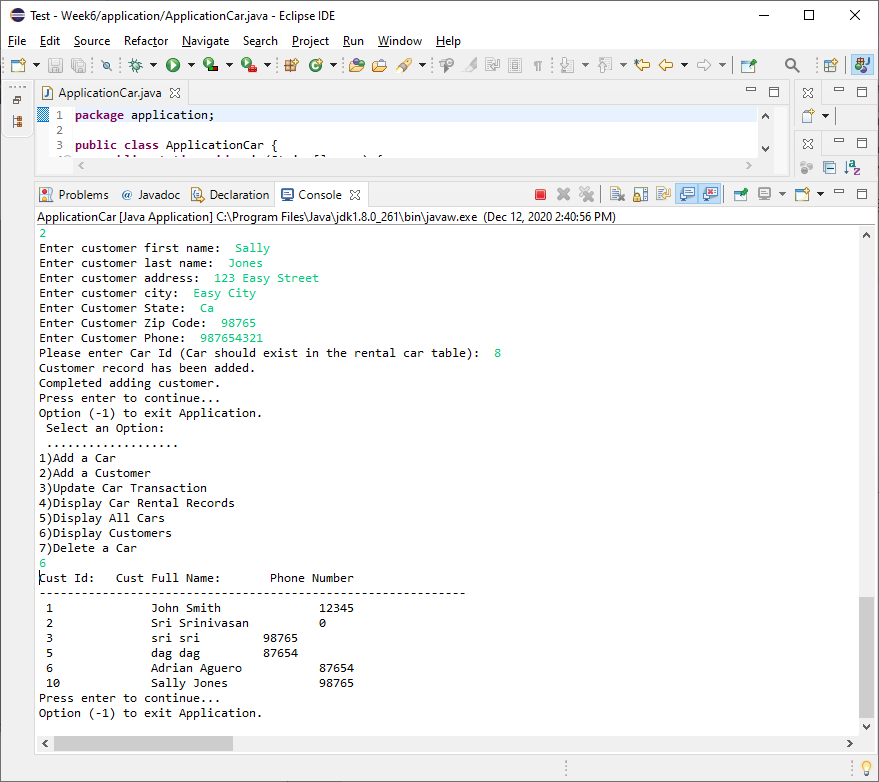 Test - Week6/application/ApplicationCar.java - Eclipse IDE
File Edit Source Refactor Navigate Search Project Run Window Help
ApplicationCar.java
1 package application;
2
3 public class ApplicationCar {
Problems @ Javadoc Declaration Console
ApplicationCar [Java Application] C:\Program Files\Java\jdk1.8.0_261\bin\javaw.exe (Dec 12, 2020 2:40:56 PM)
2
Enter customer first name:  Sally
Enter customer last name:  Jones
Enter customer address:  123 Easy Street
Enter customer city:  Easy City
Enter Customer State:  Ca
Enter Customer Zip Code:  98765
Enter Customer Phone:  987654321
Please enter Car Id (Car should exist in the rental car table):  8
Customer record has been added.
Completed adding customer.
Press enter to continue...
Option (-1) to exit Application.
Select an Option:
...................
1)Add a Car
2)Add a Customer
3)Update Car Transaction
4)Display Car Rental Records
5)Display All Cars
6)Display Customers
7)Delete a Car
6
Cust Id:   Cust Full Name:       Phone Number
-------------------------------------------------------------
1              John Smith              12345
2              Sri Srinivasan          0
3              sri sri         98765
5              dag dag         87654
6              Adrian Aguero           87654
10             Sally Jones             98765
Press enter to continue...
Option (-1) to exit Application.